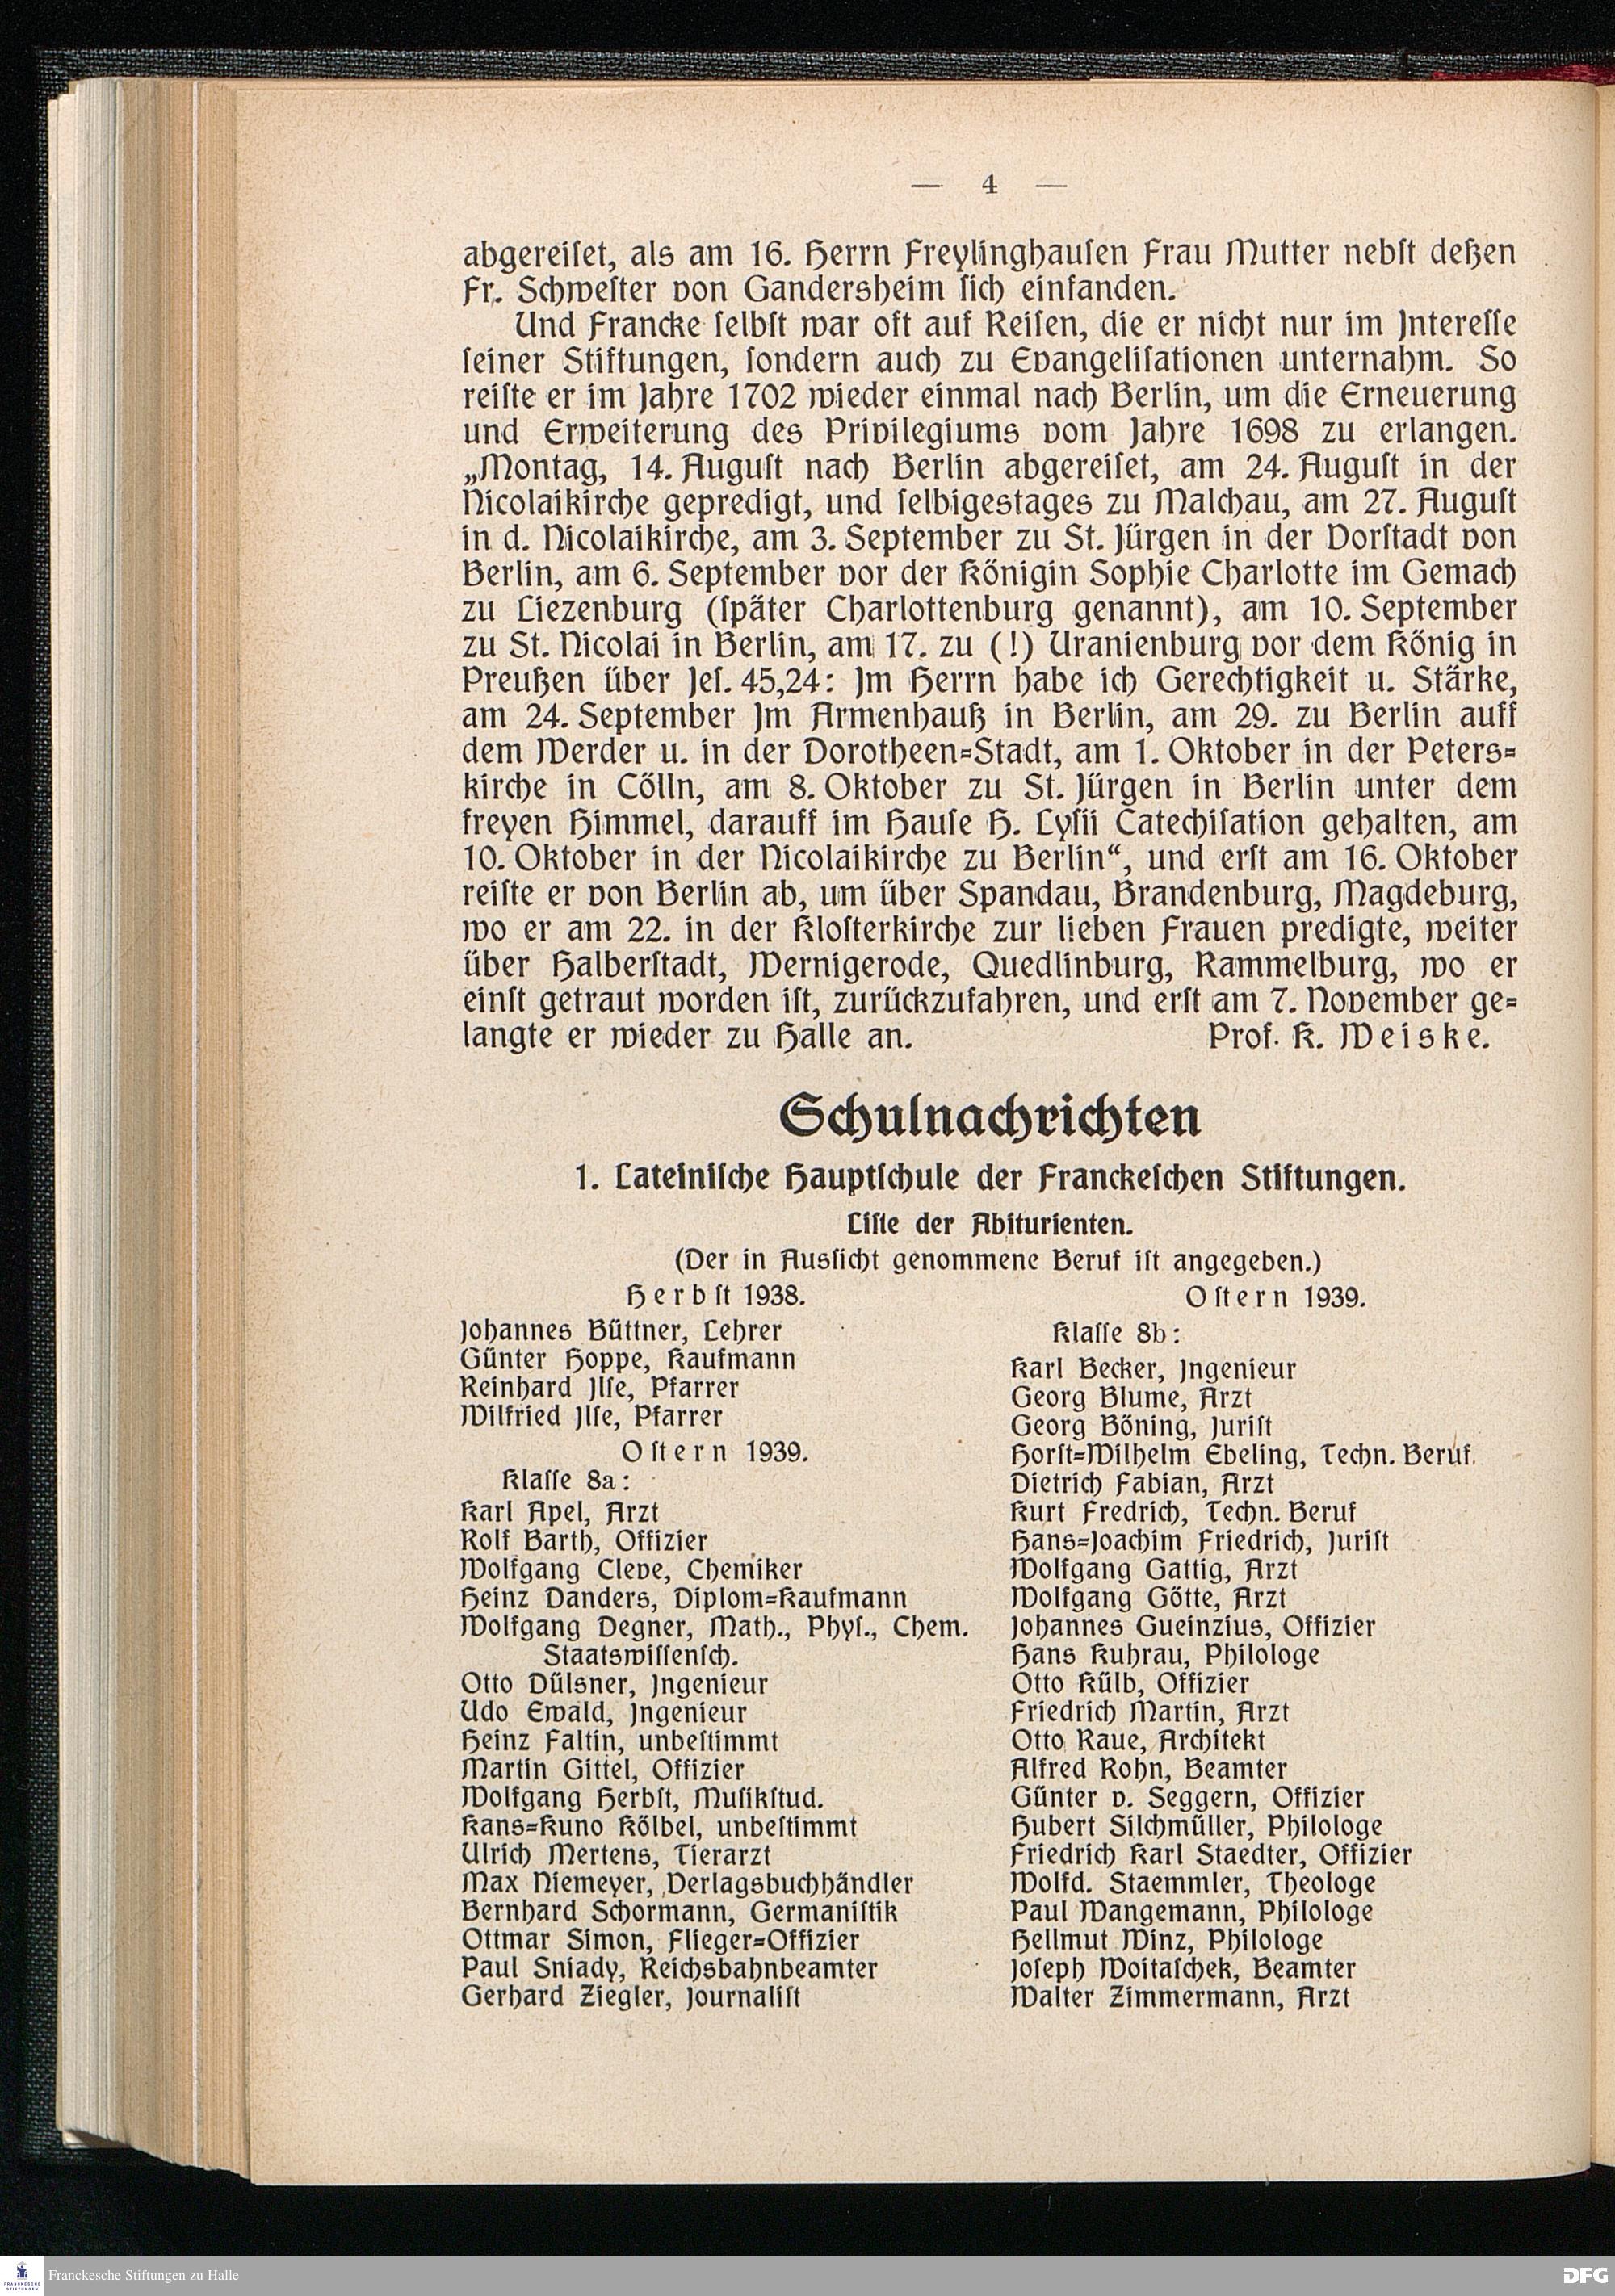 — 4 —
abgereiſet, als am 16. Herrn Freylinghauſen Frau Mutter nebſt deßen
Fr. Schweſter von Gandersheim ſich einfanden.
Und Francke ſelbſt war oft auf Reiſen, die er nicht nur im Intereſſe
ſeiner Stiftungen, ſondern auch zu Evangeliſationen unternahm. So
reiſte er im Jahre 1702 wieder einmal nach Berlin, um die Erneuerung
und Erweiterung des Privilegiums vom Jahre 1698 zu erlangen.
„Montag, 14. Auguſt nach Berlin abgereiſet, am 24. Auguſt in der
Nicolaikirche gepredigt, und ſelbigestages zu Malchau, am 27. Auguſt
in d. Nicolaikirche, am 3. September zu St. Jürgen in der Vorſtadt von
Berlin, am 6. September vor der Königin Sophie Charlotte im Gemach
zu Liezenburg (ſpäter Charlottenburg genannt), am 10. September
zu St. Nicolai in Berlin, am 17. zu (!) Uranienburg vor dem König in
Preußen über Jeſ. 45,24: Im Herrn habe ich Gerechtigkeit u. Stärke,
am 24. September Im Armenhauß in Berlin, am 29. zu Berlin auff
dem Werder u. in der Dorotheen=Stadt, am 1. Oktober in der Peters=
kirche in Cölln, am 8. Oktober zu St. Jürgen in Berlin unter dem
freyen Himmel, darauff im Hauſe H. Lyſii Catechiſation gehalten, am
10. Oktober in der Nicolaikirche zu Berlin“, und erſt am 16. Oktober
reiſte er von Berlin ab, um über Spandau, Brandenburg, Magdeburg,
wo er am 22. in der Kloſterkirche zur lieben Frauen predigte, weiter
über Halberſtadt, Wernigerode, Quedlinburg, Rammelburg, wo er
einſt getraut worden iſt, zurückzufahren, und erſt am 7. November ge=
langte er wieder zu Halle an. Prof. K. Weiske.
Schulnachrichten
1. Lateiniſche Hauptſchule der Franckeſchen Stiftungen.
Liſte der Abiturienten.
(Der in Ausſicht genommene Beruf iſt angegeben.)
Herbſt 1938.
Johannes Büttner, Lehrer
Günter Hoppe, Kaufmann
Reinhard Ilſe, Pfarrer
Wilfried Ilſe, Pfarrer
Oſtern 1939.
Klaſſe 8a:
Karl Apel, Arzt
Rolf Barth, Offizier
Wolfgang Cleve, Chemiker
Heinz Danders, Diplom=Kaufmann
Wolfgang Degner, Math., Phyſ., Chem.
Staatswiſſenſch.
Otto Dülsner, Ingenieur
Udo Ewald, Ingenieur
Heinz Faltin, unbeſtimmt
Martin Gittel, Offizier
Wolfgang Herbſt, Muſikſtud.
Kans=Kuno Kölbel, unbeſtimmt
Ulrich Mertens, Tierarzt
Max Niemeyer, Verlagsbuchhändler
Bernhard Schormann, Germaniſtik
Ottmar Simon, Flieger=Offizier
Paul Sniady, Reichsbahnbeamter
Gerhard Ziegler, Journaliſt
Oſtern 1939.
Klaſſe 8b:
Karl Becker, Ingenieur
Georg Blume, Arzt
Georg Böning, Juriſt
Horſt=Wilhelm Ebeling, Techn. Beruf.
Dietrich Fabian, Arzt
Kurt Fredrich, Techn. Beruf
Hans=Joachim Friedrich, Juriſt
Wolfgang Gattig, Arzt
Wolfgang Götte, Arzt
Johannes Gueinzius, Offizier
Hans Kuhrau, Philologe
Otto Külb, Offizier
Friedrich Martin, Arzt
Otto Raue, Architekt
Alfred Rohn, Beamter
Günter v. Seggern, Offizier
Hubert Silchmüller, Philologe
Friedrich Karl Staedter, Offizier
Wolfd. Staemmler, Theologe
Paul Wangemann, Philologe
Hellmut Winz, Philologe
Joſeph Woitaſchek, Beamter
Walter Zimmermann, Arzt
FRANCKESCHE
STIFTUNGEN
Franckesche Stiftungen zu Halle
DFG